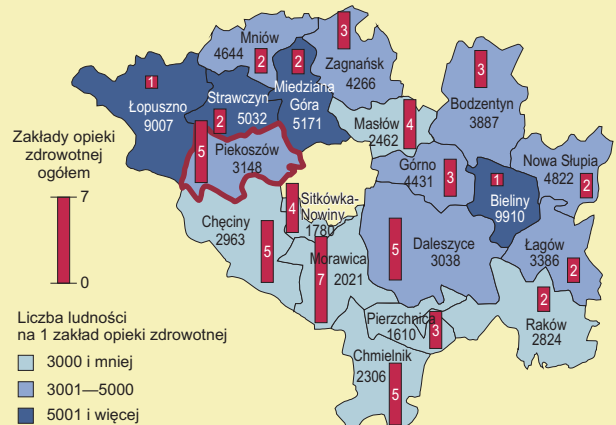 Mniów
4644
2
3
Zagnańsk
4266
2
Miedziana
Góra
5171
1
Łopuszno
9007
Strawczyn
2
5032
3
Bodzentyn
3887
Masłów
2462
4
Zakłady opieki
zdrowotnej
ogółem
7
0
5
Piekoszów
3148
Górno
4431
3
1
Bieliny
9910
Nowa Słupia
4822
2
4
Sitkówka-
Nowiny
1780
Chęciny
2963
5
Morawica
7
2021
5
Daleszyce
3038
Łagów
3386
2
2
Raków
2824
Pierzchnica
1610
3
Chmielnik
2306
5
Liczba ludności
na 1 zakład opieki zdrowotnej
3000 i mniej
3001—5000
5001 i więcej